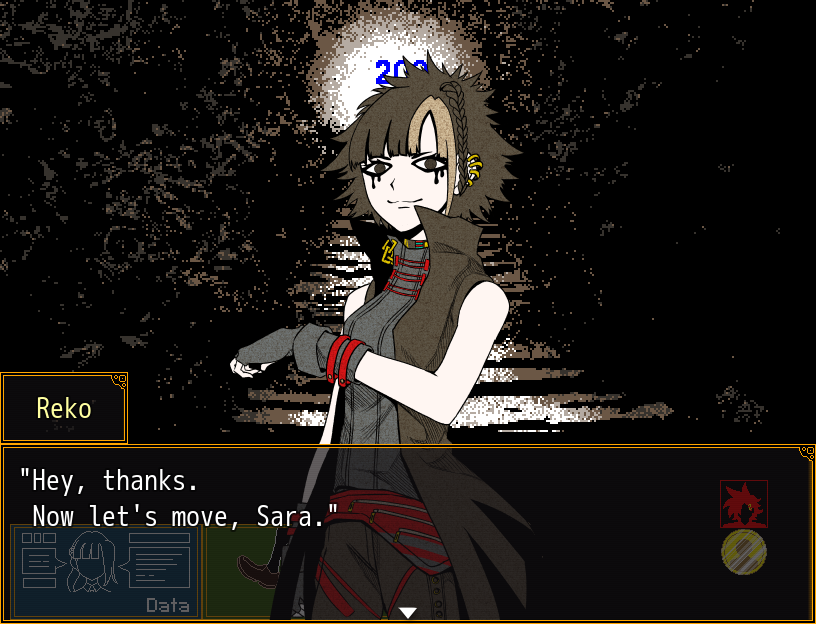 Reko
"Hey, thanks.
Now let's move, Sara."
Data